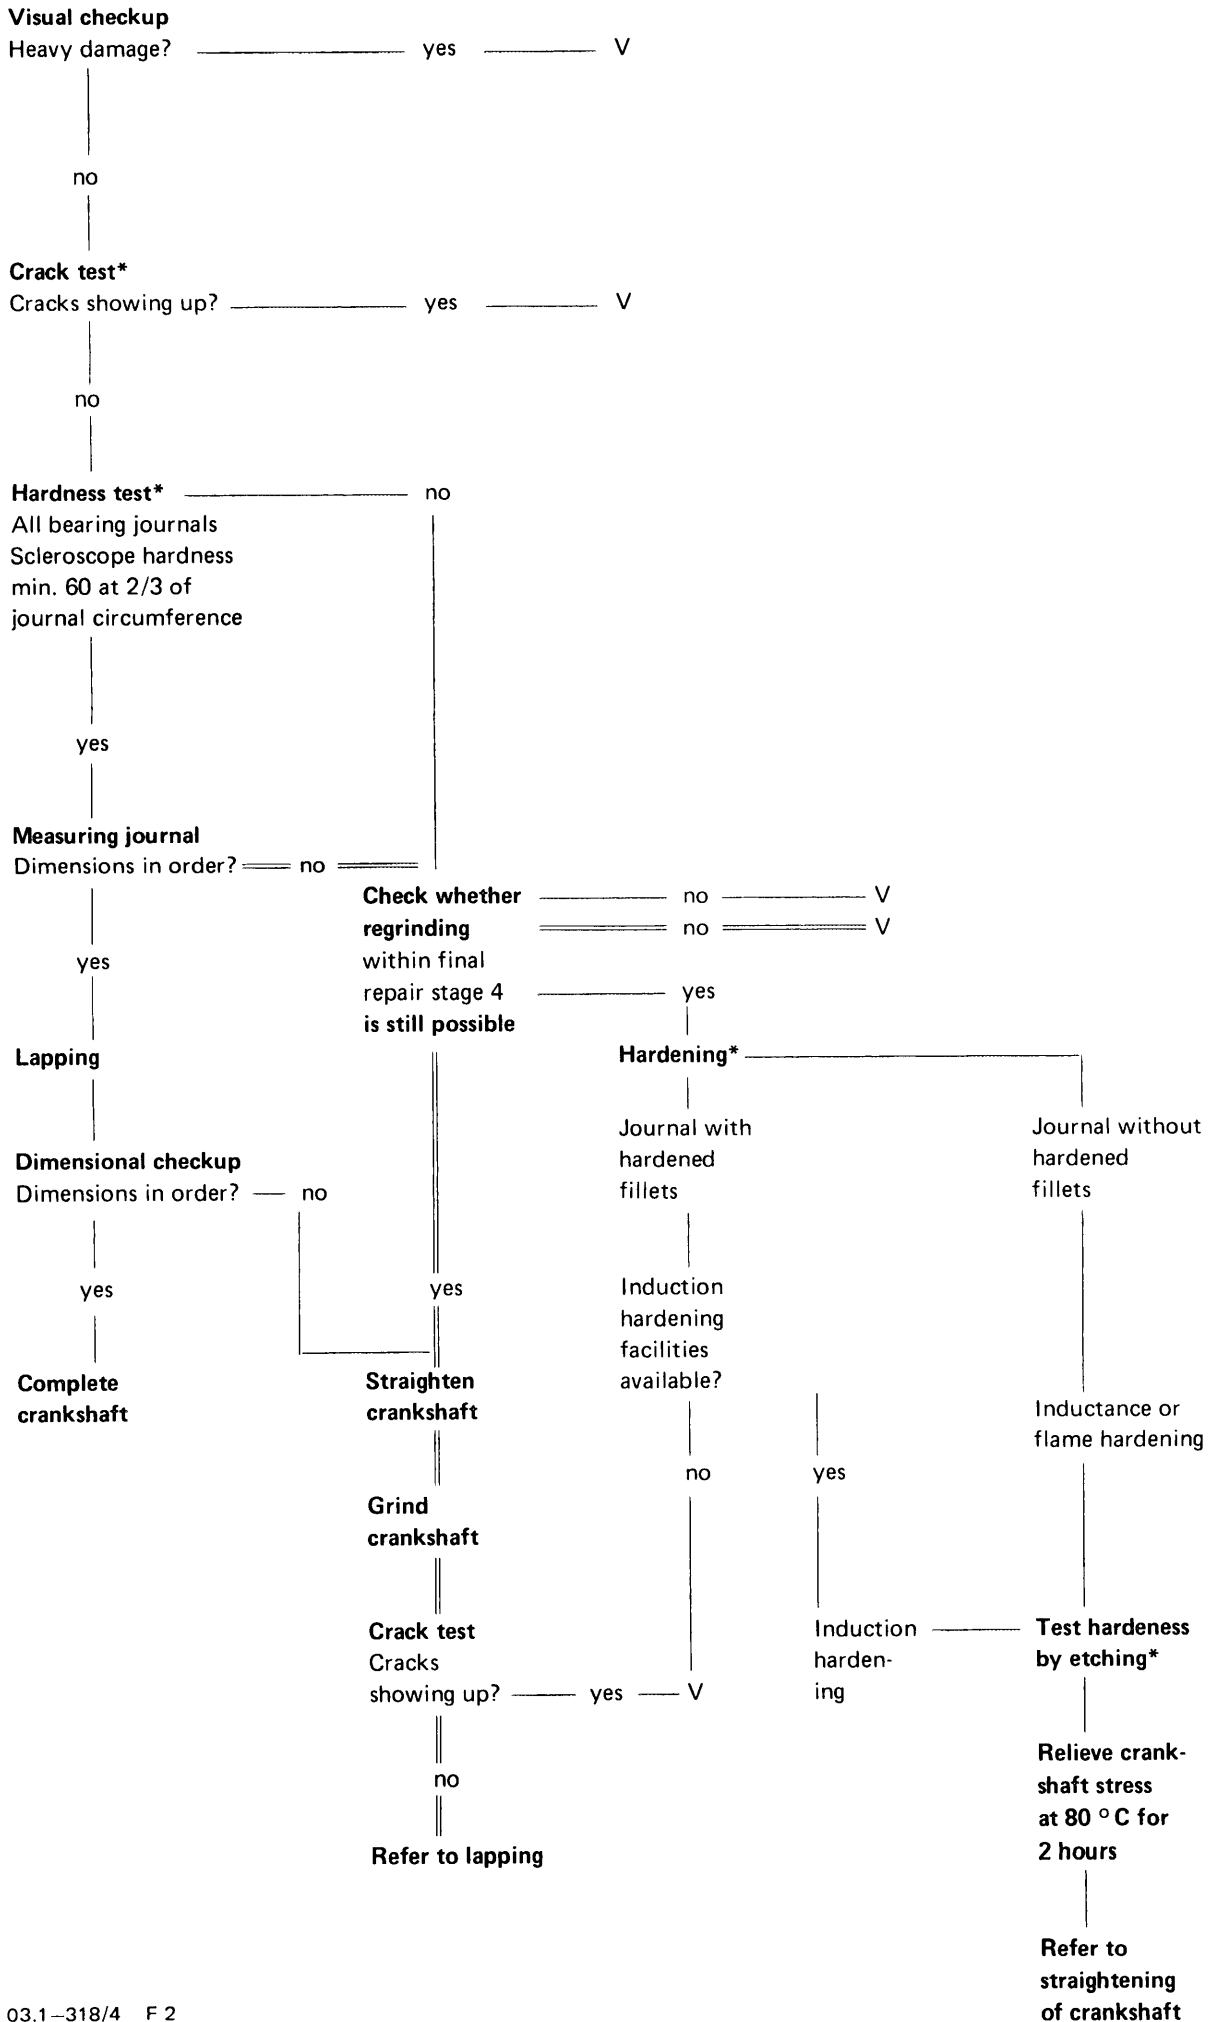 Visual checkup
Heavy damage? yes V
no
Crack test*
Cracks showing up? yes V
no
Hardness test* no
All bearing journals
Scleroscope hardness
min. 60 at 2/3 of
journal circumference
yes
Measuring journal
Dimensions in order? no
Check whether no V
regrinding no V
within final
repair stage 4 yes
is still possible
yes
Lapping
Hardening*
Journal with
hardened
fillets
Journal without
hardened
fillets
Dimensional checkup
Dimensions in order? no
yes
yes
Induction
hardening
facilities
available?
Complete
crankshaft
Straighten
crankshaft
Inductance or
flame hardening
no
yes
Grind
crankshaft
Crack test
Cracks
showing up? yes V
Induction
harden-
ing
Test hardeness
by etching*
no
Refer to lapping
Relieve crank-
shaft stress
at 80 °C for
2 hours
Refer to
straightening
of crankshaft
03.1–318/4 F 2